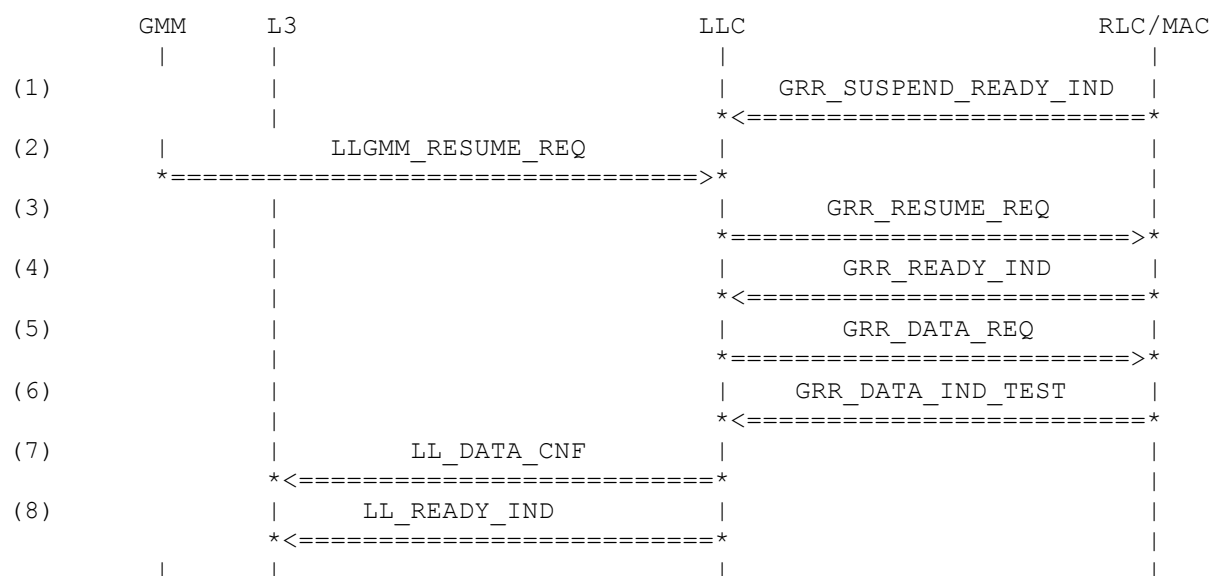 GMM L3 LLC RLC/MAC
(1) GRR_SUSPEND_READY_IND
(2) LLGMM_RESUME_REQ
(3) GRR_RESUME_REQ
(4) GRR_READY_IND
(5) GRR_DATA_REQ
(6) GRR_DATA_IND_TEST
(7) LL_DATA_CNF
(8) LL_READY_IND